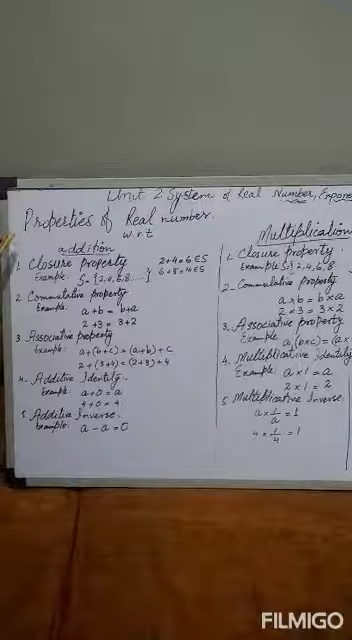 Unit 2: System of Real Number, Expone
Properties of Real number.
w.r.t
addition
1. Closure property
Example: S = {2,4,6,8.....}
2+4=6∈S
6+8=14∈S
2. Commutative property
Example: a+b = b+a
2+3 = 3+2
3 Associative property
Example: a+(b+c) = (a+b)+c
2+(3+4) = (2+3)+4
4. Additive Identity.
Example: a+0 = a
4+0 = 4
5. Additive Inverse.
Example: a-a=0
Multiplication
1. Closure property.
Example S={2,4,6,8
2- Commulative property
a×b = b×a
2×3 = 3×2
3. Associative property
Example a(b×c) = (a×
4. Multiplicative Identity
Example: a×1 = a
2×1 = 2
5. Multiplicative Inverse
a×1/a = 1
4×1/4 = 1
FILMIGO